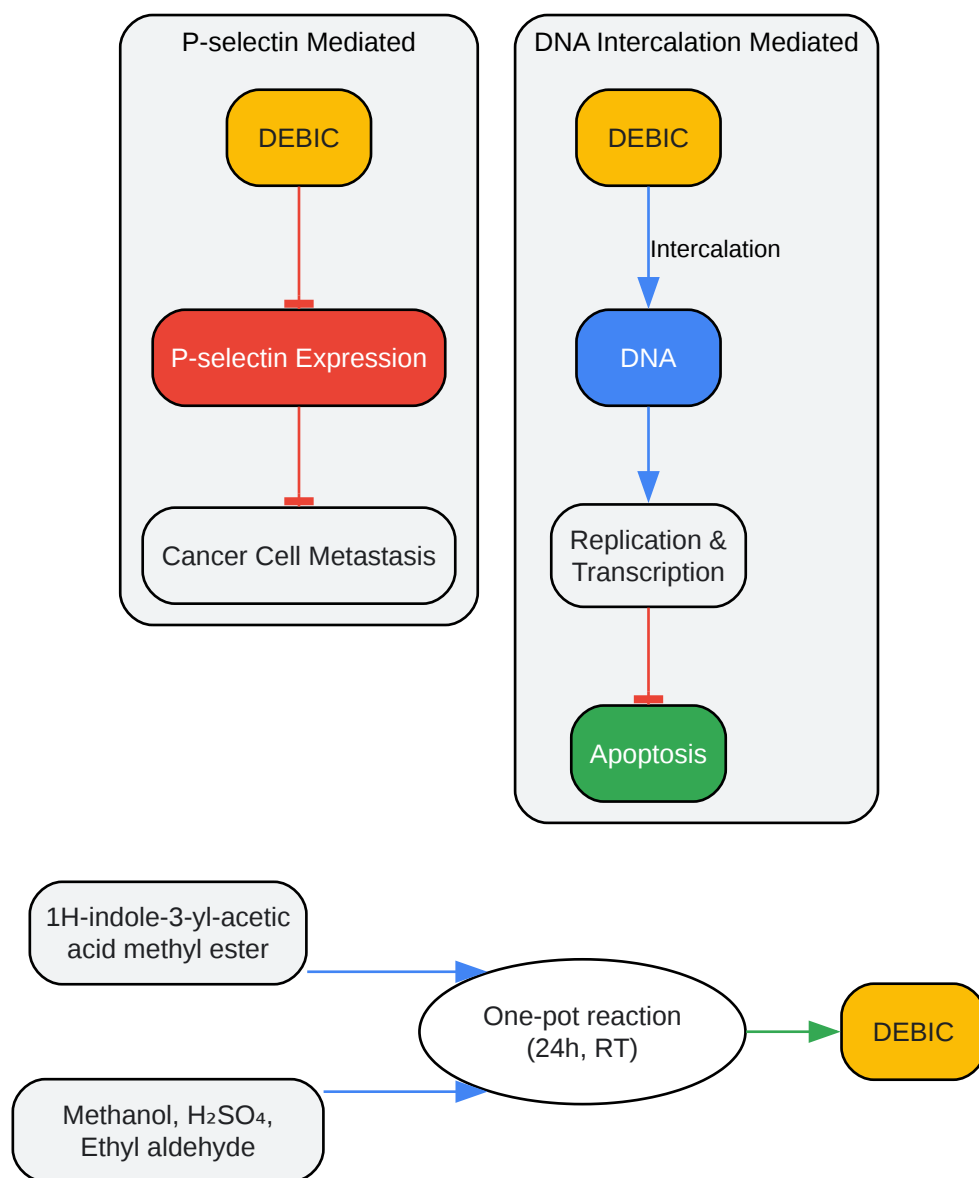 P-selectin Mediated
DEBIC
P-selectin Expression
Cancer Cell Metastasis
DNA Intercalation Mediated
DEBIC
Intercalation
DNA
Replication &
Transcription
Apoptosis
1H-indole-3-yl-acetic
acid methyl ester
Methanol, H₂SO₄,
Ethyl aldehyde
One-pot reaction
(24h, RT)
DEBIC